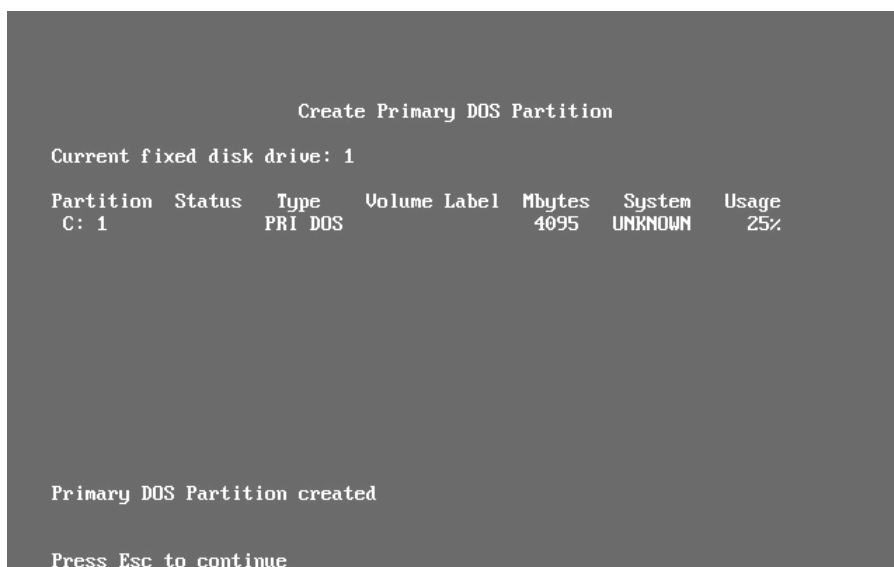 Create Primary DOS Partition
Current fixed disk drive: 1
Partition Status Type Volume Label Mbytes System Usage
C: 1 PRI DOS 4095 UNKNOWN 25%
Primary DOS Partition created
Press Esc to continue